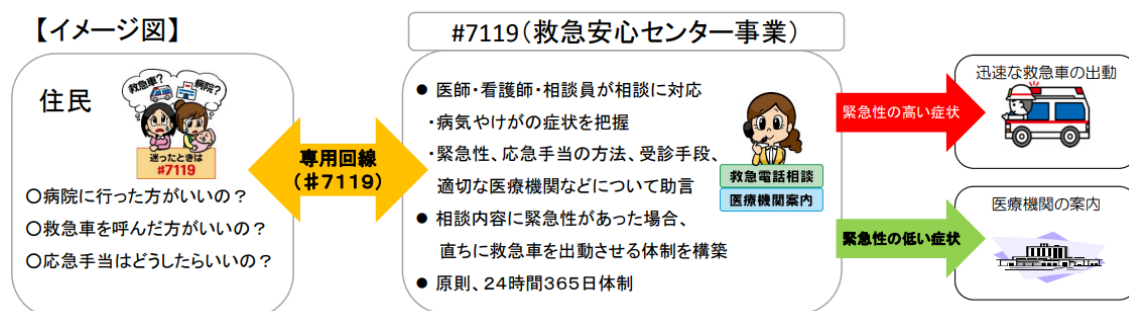 【イメージ図】
#7119(救急安心センター事業)
住民
救急車?
病院?
迷ったときは
#7119
○病院に行った方がいいの?
○救急車を呼んだ方がいいの?
○応急手当はどうしたらいいの?
専用回線
(#7119)
● 医師・看護師・相談員が相談に対応
・病気やけがの症状を把握
・緊急性、応急手当の方法、受診手段、
適切な医療機関などについて助言
● 相談内容に緊急性があった場合、
直ちに救急車を出動させる体制を構築
● 原則、24時間365日体制
救急電話相談
医療機関案内
緊急性の高い症状
迅速な救急車の出動
緊急性の低い症状
医療機関の案内